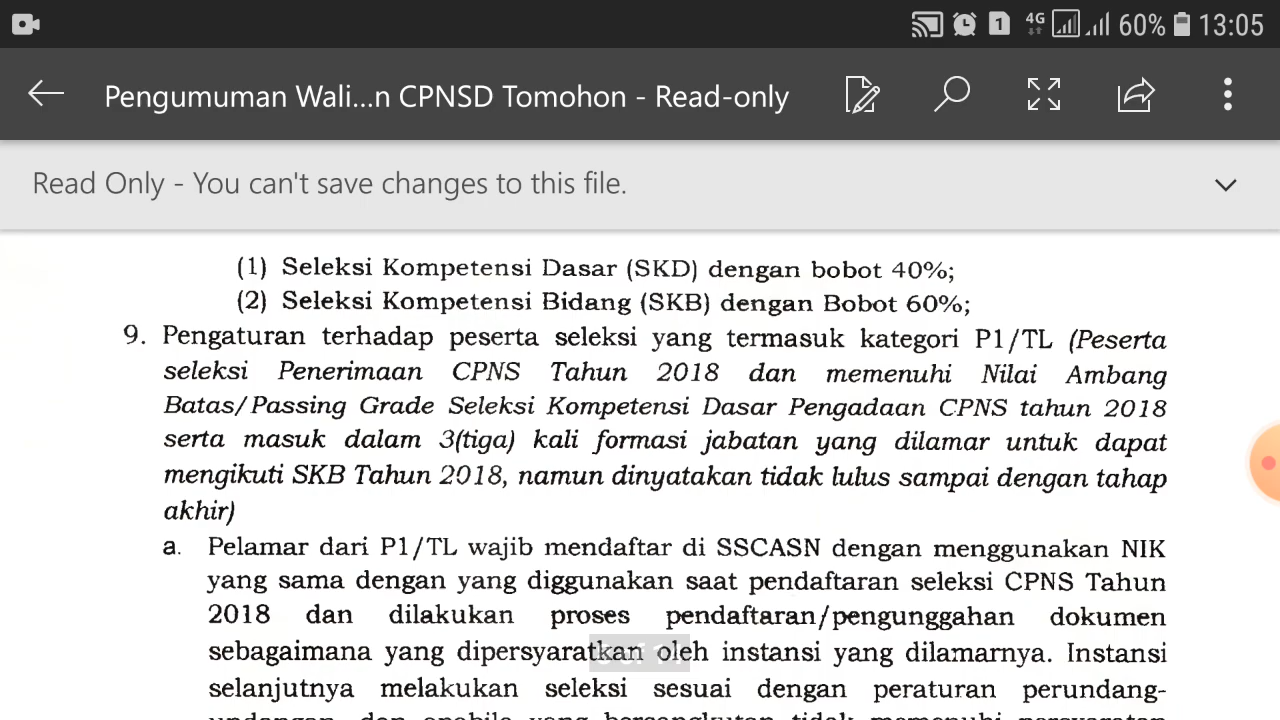 4G 1 60% 13:05
Pengumuman Wali...n CPNSD Tomohon - Read-only
Read Only - You can't save changes to this file.
(1) Seleksi Kompetensi Dasar (SKD) dengan bobot 40%;
(2) Seleksi Kompetensi Bidang (SKB) dengan Bobot 60%;
9. Pengaturan terhadap peserta seleksi yang termasuk kategori P1/TL (Peserta
seleksi Penerimaan CPNS Tahun 2018 dan memenuhi Nilai Ambang
Batas/Passing Grade Seleksi Kompetensi Dasar Pengadaan CPNS tahun 2018
serta masuk dalam 3(tiga) kali formasi jabatan yang dilamar untuk dapat
mengikuti SKB Tahun 2018, namun dinyatakan tidak lulus sampai dengan tahap
akhir)
a. Pelamar dari P1/TL wajib mendaftar di SSCASN dengan menggunakan NIK
yang sama dengan yang diggunakan saat pendaftaran seleksi CPNS Tahun
2018 dan dilakukan proses pendaftaran/pengunggahan dokumen
sebagaimana yang dipersyaratkan oleh instansi yang dilamarnya. Instansi
selanjutnya melakukan seleksi sesuai dengan peraturan perundang-